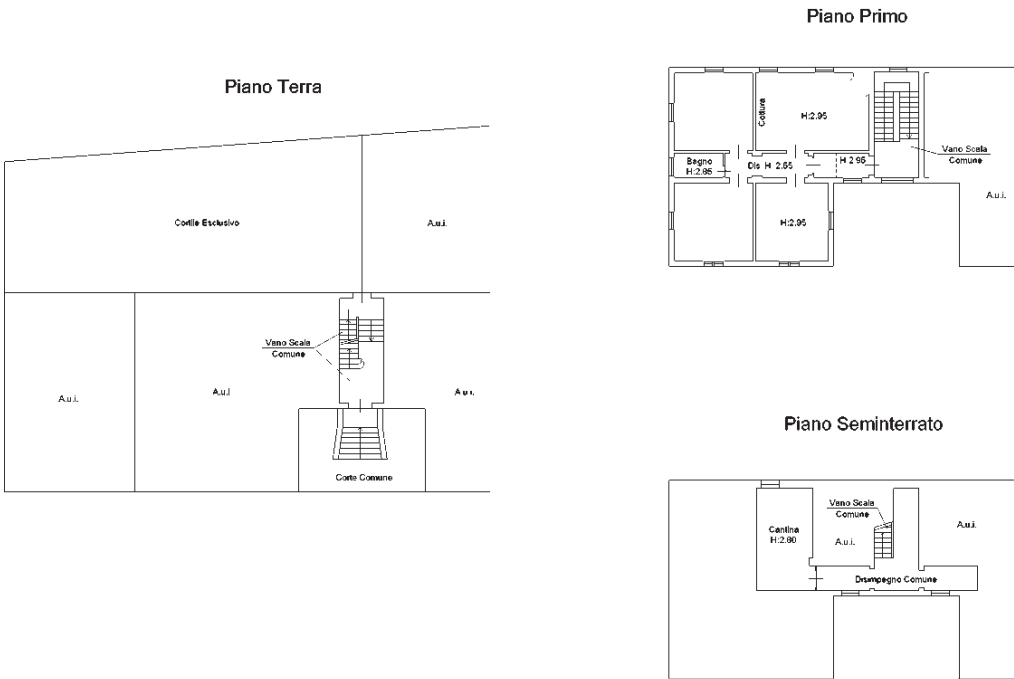 Piano Terra
Cortile Esclusivo
A.u.i.
Vano Scala
Comune
A.u.i.
A.u.i
A.u.i.
Corte Comune
Piano Primo
Cottura
H:2.95
Bagno
H:2.65
Dis H 2.65
H 2.95
Vano Scala
Comune
A.u.i.
H:2.95
Piano Seminterrato
Cantina
H:2.60
Vano Scala
Comune
A.u.i.
A.u.i.
Disimpegno Comune